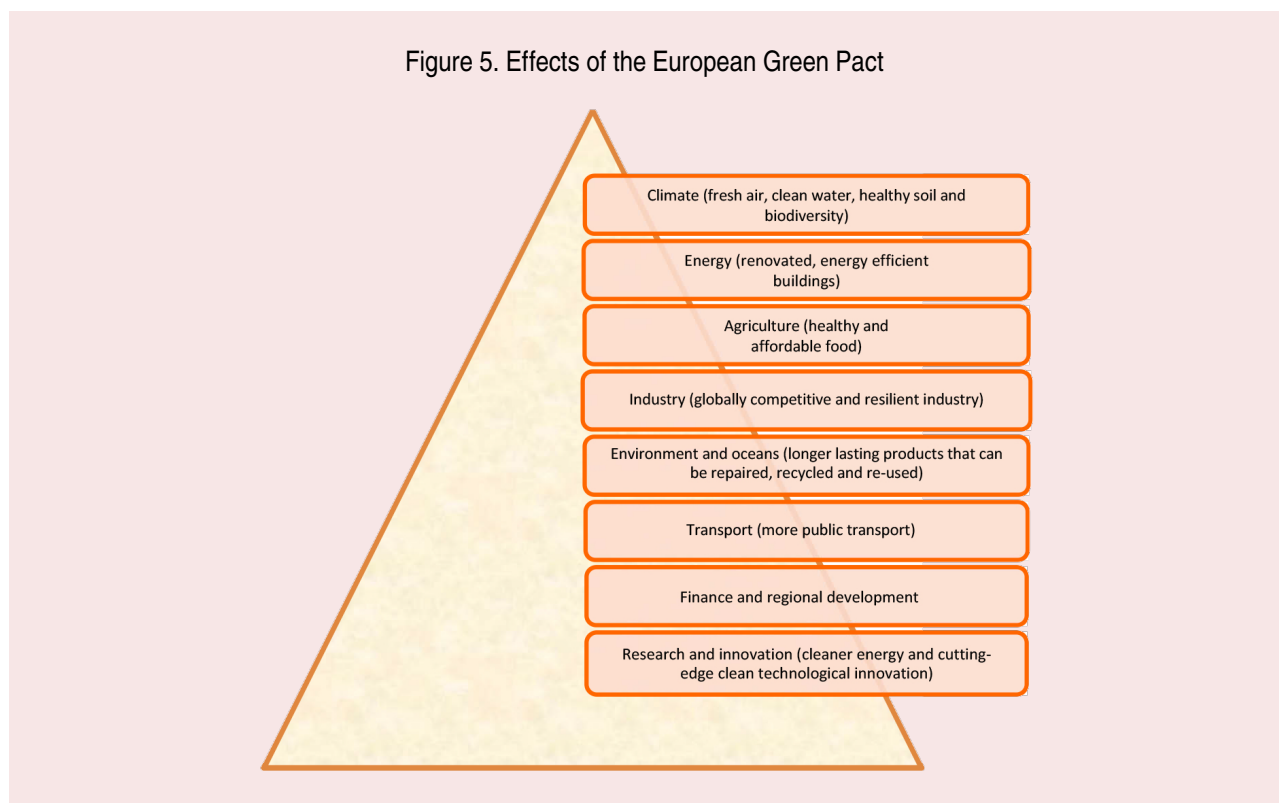 Figure 5. Effects of the European Green Pact
Climate (fresh air, clean water, healthy soil and
biodiversity)
Energy (renovated, energy efficient
buildings)
Agriculture (healthy and
affordable food)
Industry (globally competitive and resilient industry)
Environment and oceans (longer lasting products that can
be repaired, recycled and re-used)
Transport (more public transport)
Finance and regional development
Research and innovation (cleaner energy and cutting-
edge clean technological innovation)